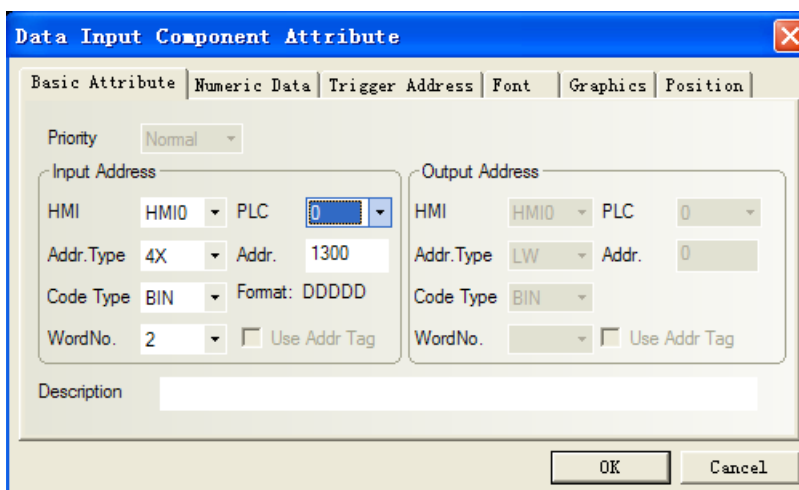 Data Input Component Attribute
Basic Attribute Numeric Data Trigger Address Font Graphics Position
Priority Normal
Input Address
HMI HMI0 PLC 0
Addr.Type 4X Addr. 1300
Code Type BIN Format: DDDDD
WordNo. 2 Use Addr Tag
Output Address
HMI HMI0 PLC 0
Addr.Type LW Addr. 0
Code Type BIN
WordNo. Use Addr Tag
Description
OK Cancel